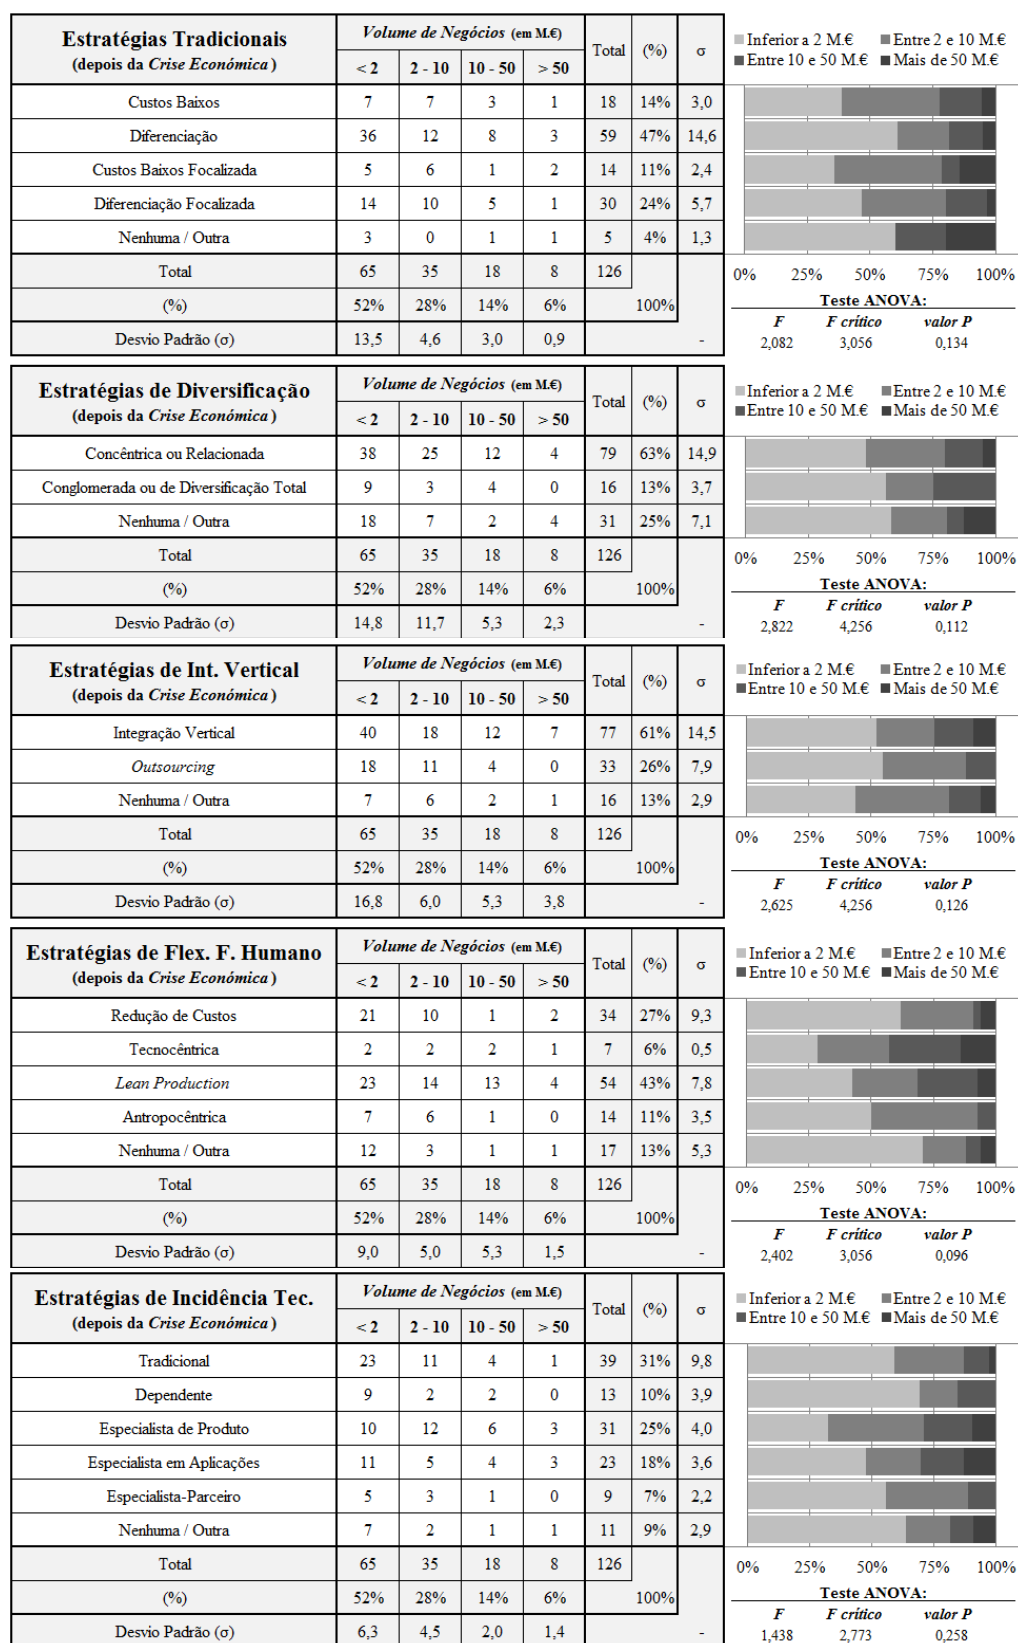 Estratégias Tradicionais
(depois da Crise Económica)
Volume de Negócios (em M.€)
Total (%) σ
< 2 2 - 10 10 - 50 > 50
Custos Baixos 7 7 3 1 18 14% 3,0
Diferenciação 36 12 8 3 59 47% 14,6
Custos Baixos Focalizada 5 6 1 2 14 11% 2,4
Diferenciação Focalizada 14 10 5 1 30 24% 5,7
Nenhuma / Outra 3 0 1 1 5 4% 1,3
Total 65 35 18 8 126
(%) 52% 28% 14% 6% 100%
Desvio Padrão (σ) 13,5 4,6 3,0 0,9 -
Inferior a 2 M.€ Entre 2 e 10 M.€
Entre 10 e 50 M.€ Mais de 50 M.€
0% 25% 50% 75% 100%
Teste ANOVA:
F F crítico valor P
2,082 3,056 0,134
Estratégias de Diversificação
(depois da Crise Económica)
Volume de Negócios (em M.€)
Total (%) σ
< 2 2 - 10 10 - 50 > 50
Concêntrica ou Relacionada 38 25 12 4 79 63% 14,9
Conglomerada ou de Diversificação Total 9 3 4 0 16 13% 3,7
Nenhuma / Outra 18 7 2 4 31 25% 7,1
Total 65 35 18 8 126
(%) 52% 28% 14% 6% 100%
Desvio Padrão (σ) 14,8 11,7 5,3 2,3 -
Inferior a 2 M.€ Entre 2 e 10 M.€
Entre 10 e 50 M.€ Mais de 50 M.€
0% 25% 50% 75% 100%
Teste ANOVA:
F F crítico valor P
2,822 4,256 0,112
Estratégias de Int. Vertical
(depois da Crise Económica)
Volume de Negócios (em M.€)
Total (%) σ
< 2 2 - 10 10 - 50 > 50
Integração Vertical 40 18 12 7 77 61% 14,5
Outsourcing 18 11 4 0 33 26% 7,9
Nenhuma / Outra 7 6 2 1 16 13% 2,9
Total 65 35 18 8 126
(%) 52% 28% 14% 6% 100%
Desvio Padrão (σ) 16,8 6,0 5,3 3,8 -
Inferior a 2 M.€ Entre 2 e 10 M.€
Entre 10 e 50 M.€ Mais de 50 M.€
0% 25% 50% 75% 100%
Teste ANOVA:
F F crítico valor P
2,625 4,256 0,126
Estratégias de Flex. F. Humano
(depois da Crise Económica)
Volume de Negócios (em M.€)
Total (%) σ
< 2 2 - 10 10 - 50 > 50
Redução de Custos 21 10 1 2 34 27% 9,3
Tecnocêntrica 2 2 2 1 7 6% 0,5
Lean Production 23 14 13 4 54 43% 7,8
Antropocêntrica 7 6 1 0 14 11% 3,5
Nenhuma / Outra 12 3 1 1 17 13% 5,3
Total 65 35 18 8 126
(%) 52% 28% 14% 6% 100%
Desvio Padrão (σ) 9,0 5,0 5,3 1,5 -
Inferior a 2 M.€ Entre 2 e 10 M.€
Entre 10 e 50 M.€ Mais de 50 M.€
0% 25% 50% 75% 100%
Teste ANOVA:
F F crítico valor P
2,402 3,056 0,096
Estratégias de Incidência Tec.
(depois da Crise Económica)
Volume de Negócios (em M.€)
Total (%) σ
< 2 2 - 10 10 - 50 > 50
Tradicional 23 11 4 1 39 31% 9,8
Dependente 9 2 2 0 13 10% 3,9
Especialista de Produto 10 12 6 3 31 25% 4,0
Especialista em Aplicações 11 5 4 3 23 18% 3,6
Especialista-Parceiro 5 3 1 0 9 7% 2,2
Nenhuma / Outra 7 2 1 1 11 9% 2,9
Total 65 35 18 8 126
(%) 52% 28% 14% 6% 100%
Desvio Padrão (σ) 6,3 4,5 2,0 1,4 -
Inferior a 2 M.€ Entre 2 e 10 M.€
Entre 10 e 50 M.€ Mais de 50 M.€
0% 25% 50% 75% 100%
Teste ANOVA:
F F crítico valor P
1,438 2,773 0,258